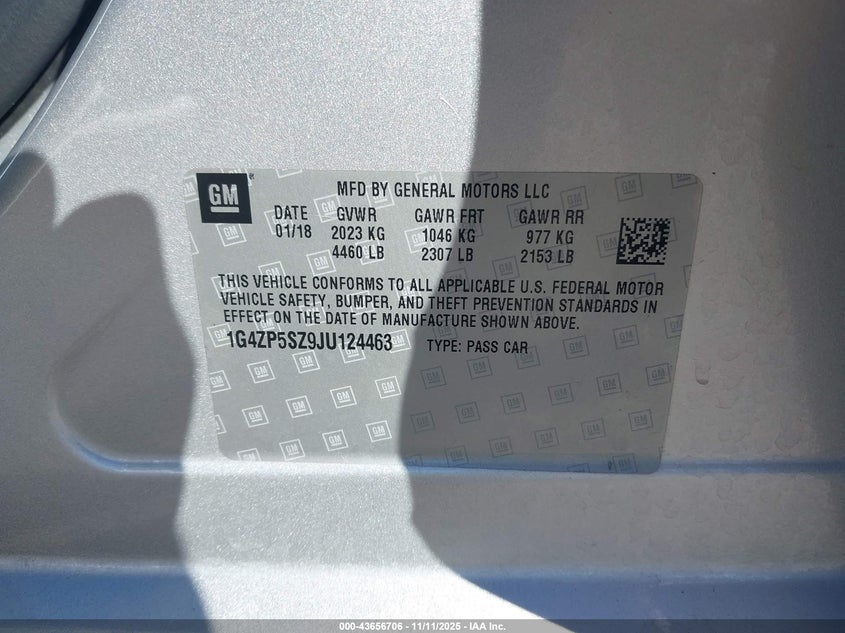 GM
MFD BY GENERAL MOTORS LLC
DATE GVWR GAWR FRT GAWR RR
01/18 2023 KG 1046 KG 977 KG
4460 LB 2307 LB 2153 LB
THIS VEHICLE CONFORMS TO ALL APPLICABLE U.S. FEDERAL MOTOR
VEHICLE SAFETY, BUMPER, AND THEFT PREVENTION STANDARDS IN
EFFECT ON THE DATE OF MANUFACTURE SHOWN ABOVE.
1G4ZP5SZ9JU124463 TYPE: PASS CAR
000-43656706 - 11/11/2025 - IAA Inc.